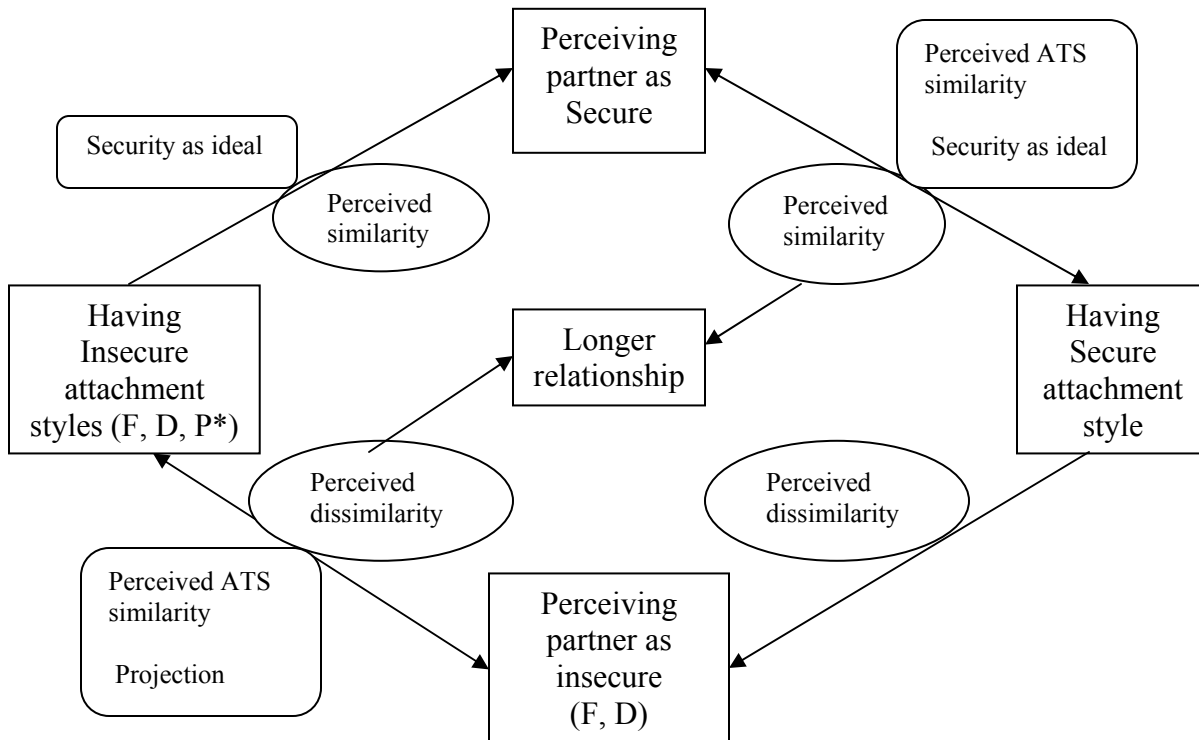 Perceiving
partner as
Secure
Perceived ATS
similarity
Security as ideal
Security as ideal
Perceived
similarity
Perceived
similarity
Having
Insecure
attachment
styles (F, D, P*)
Longer
relationship
Having
Secure
attachment
style
Perceived
dissimilarity
Perceived
dissimilarity
Perceived ATS
similarity
Projection
Perceiving
partner as
insecure
(F, D)